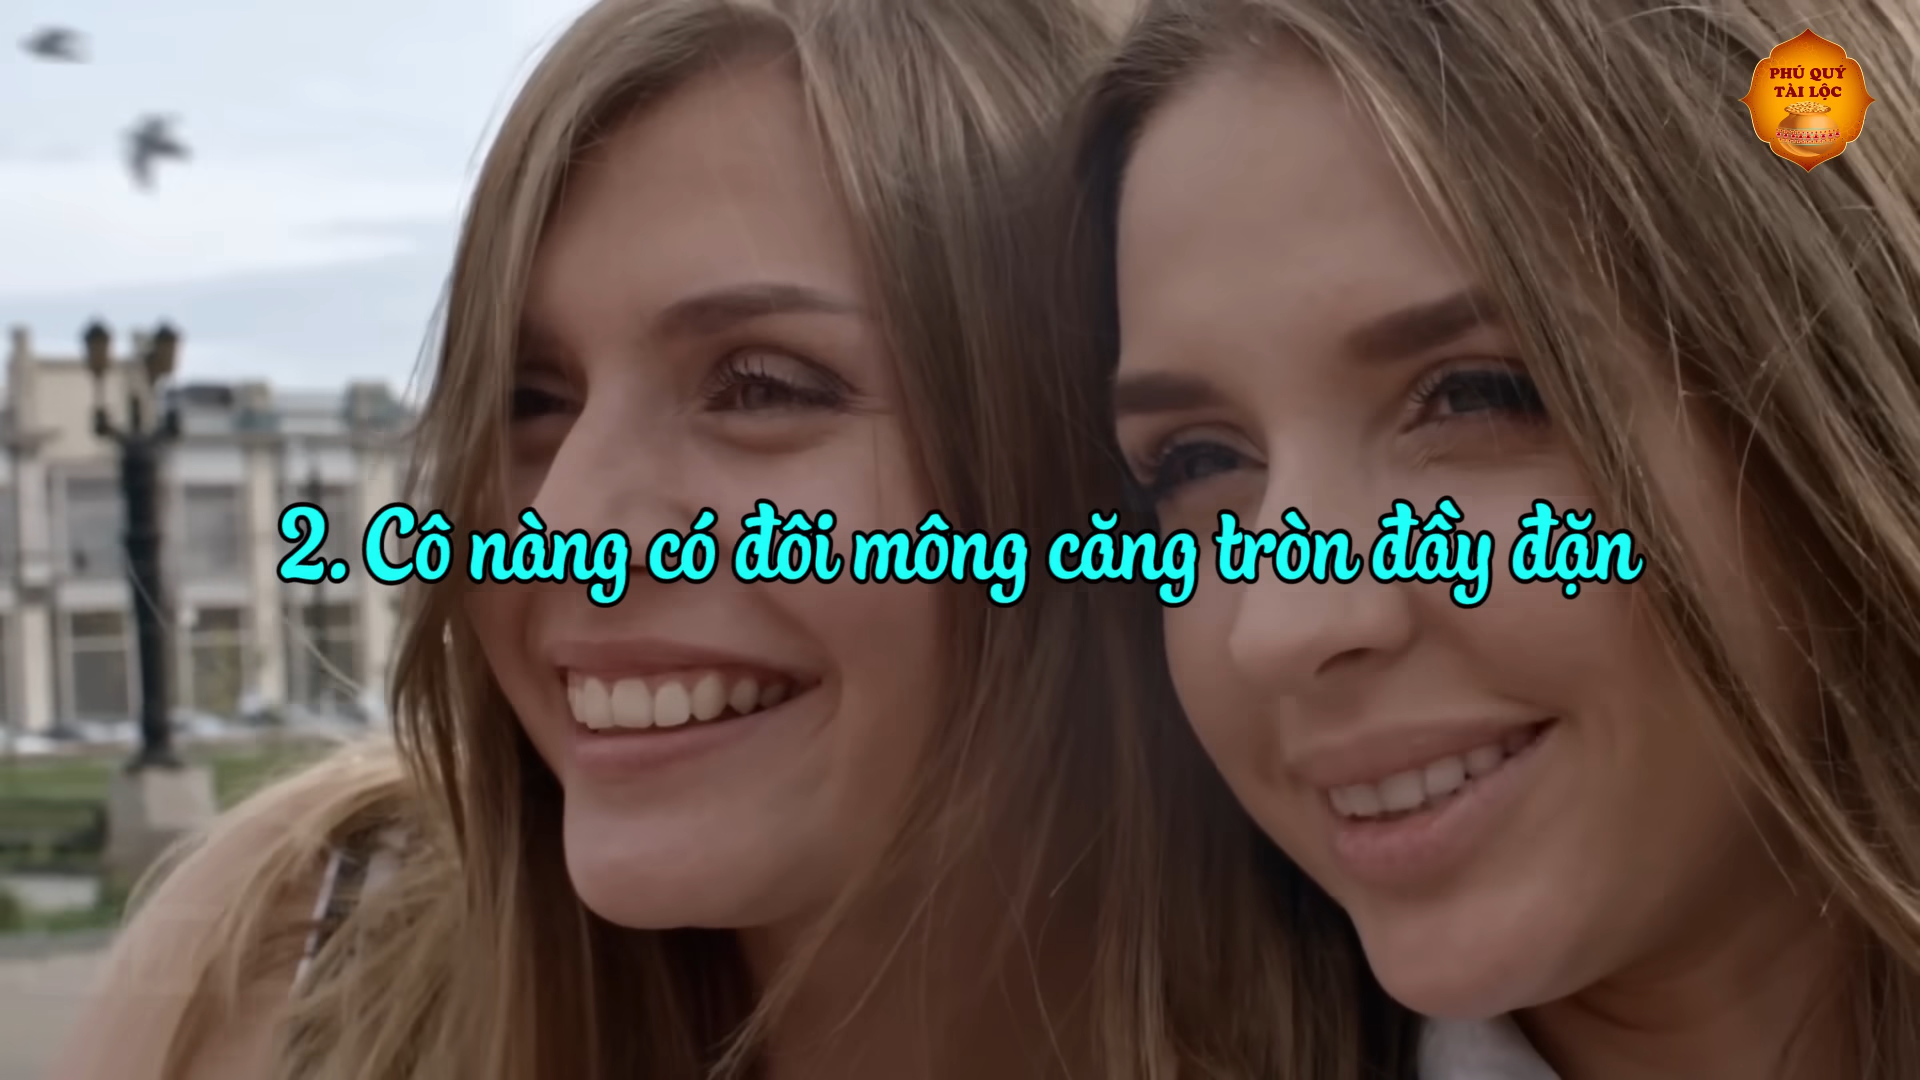 PHÚ QUÝ
TÀI LỘC
2. Cô nàng có đôi mông căng tròn đầy đặn